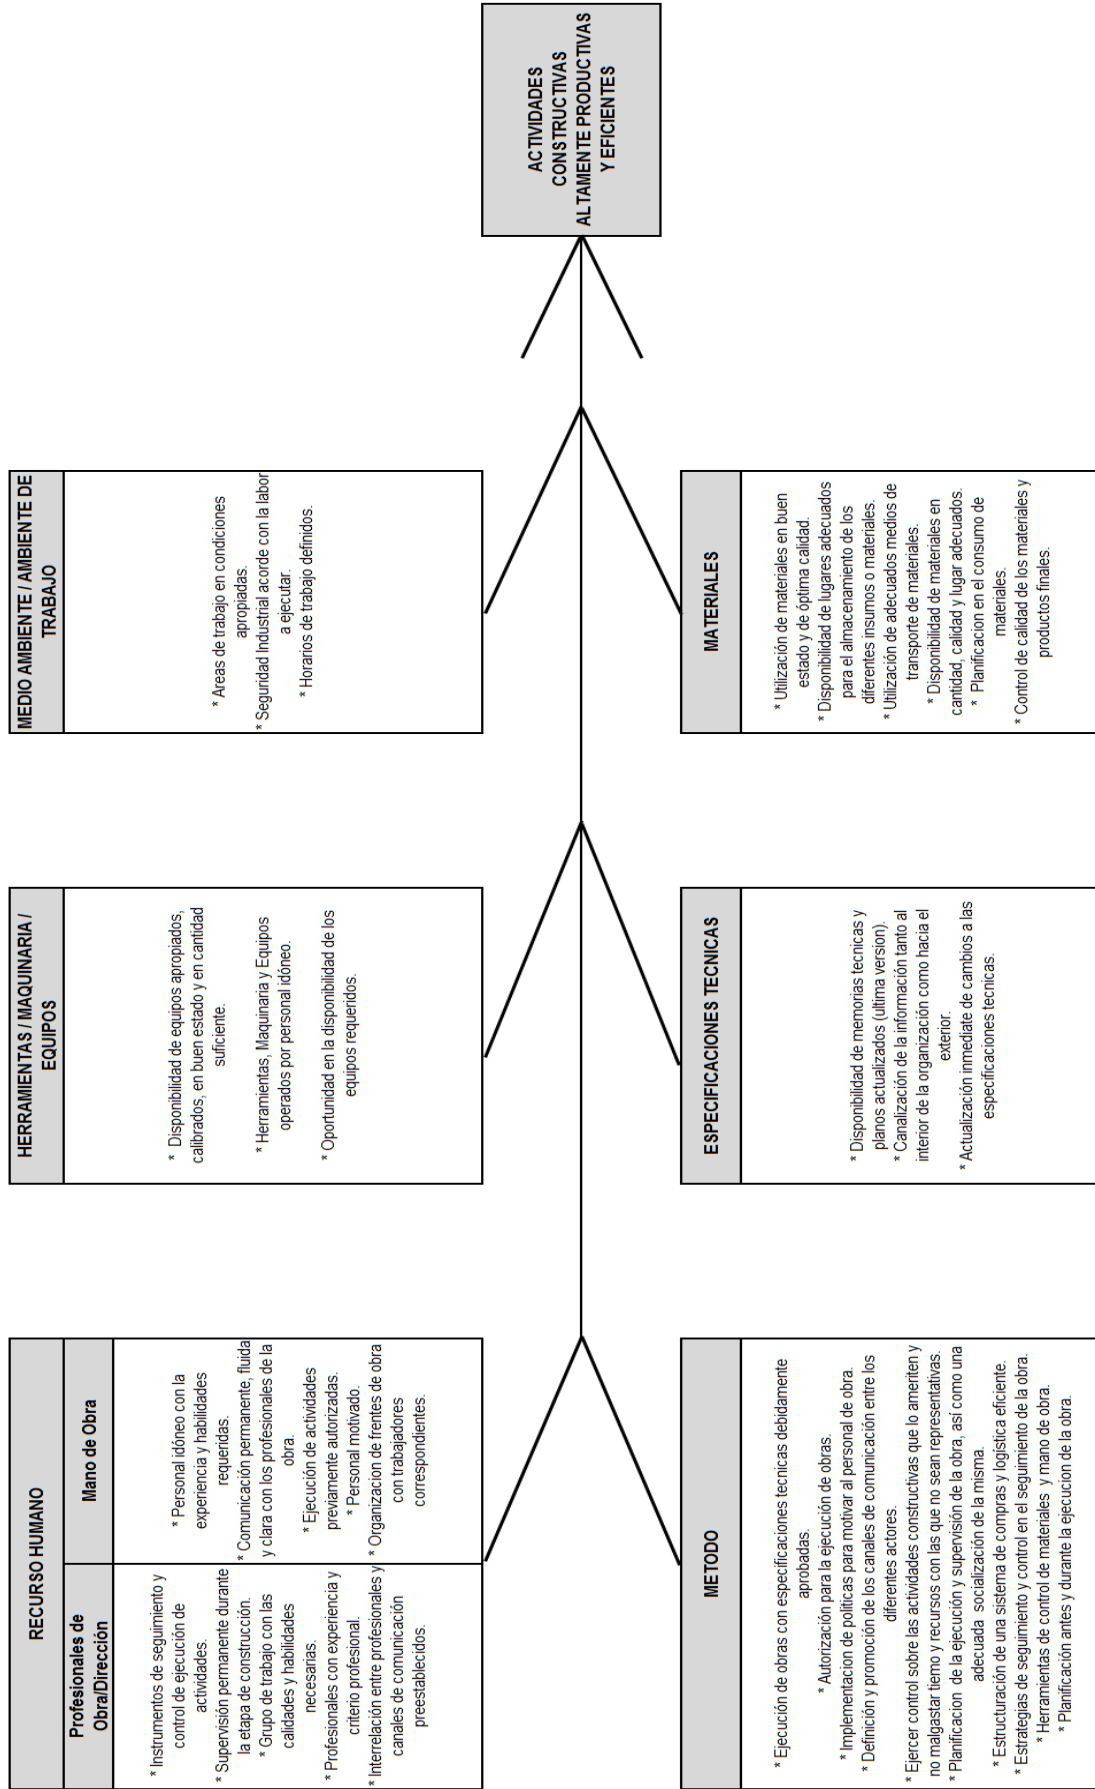 RECURSO HUMANO
Profesionales de
Obra/Dirección
* Instrumentos de seguimiento y
control de ejecución de
actividades.
* Supervisión permanente durante
la etapa de construcción.
* Grupo de trabajo con las
calidades y habilidades
necesarias.
* Profesionales con experiencia y
criterio profesional.
* Interrelación entre profesionales y
canales de comunicación
preestablecidos.
Mano de Obra
* Personal idóneo con la
experiencia y habilidades
requeridas.
* Comunicación permanente, fluida
y clara con los profesionales de la
obra.
* Ejecución de actividades
previamente autorizadas.
* Personal motivado.
* Organizacion de frentes de obra
con trabajadores
correspondientes.
HERRAMIENTAS / MAQUINARIA /
EQUIPOS
* Disponibilidad de equipos apropiados,
calibrados, en buen estado y en cantidad
suficiente.
* Herramientas, Maquinaria y Equipos
operados por personal idóneo.
* Oportunidad en la disponibilidad de los
equipos requeridos.
MEDIO AMBIENTE / AMBIENTE DE
TRABAJO
* Areas de trabajo en condiciones
apropiadas.
* Seguridad Industrial acorde con la labor
a ejecutar.
* Horarios de trabajo definidos.
ACTIVIDADES
CONSTRUCTIVAS
ALTAMENTE PRODUCTIVAS
Y EFICIENTES
METODO
* Ejecución de obras con especificaciones tecnicas debidamente
aprobadas.
* Autorización para la ejecución de obras.
* Implementacion de politicas para motivar al personal de obra.
* Definición y promoción de los canales de comunicación entre los
diferentes actores.
* Ejercer control sobre las actividades constructivas que lo ameriten y
no malgastar tiemo y recursos con las que no sean representativas.
* Planificacion de la ejecución y supervisión de la obra, así como una
adecuada socialización de la misma.
* Estructuración de una sistema de compras y logística eficiente.
* Estrategias de seguimiento y control en el seguimiento de la obra.
* Herramientas de control de materiales y mano de obra.
* Planificación antes y durante la ejecucion de la obra.
ESPECIFICACIONES TECNICAS
* Disponibilidad de memorias tecnicas y
planos actualizados (ultima version).
* Canalización de la información tanto al
interior de la organización como hacia el
exterior.
* Actualización inmediate de cambios a las
especificaciones tecnicas.
MATERIALES
* Utilización de materiales en buen
estado y de óptima calidad.
* Disponibilidad de lugares adecuados
para el almacenamiento de los
diferentes insumos o materiales.
* Utilización de adecuados medios de
transporte de materiales.
* Disponibilidad de materiales en
cantidad, calidad y lugar adecuados.
* Planificacion en el consumo de
materiales.
* Control de calidad de los materiales y
productos finales.